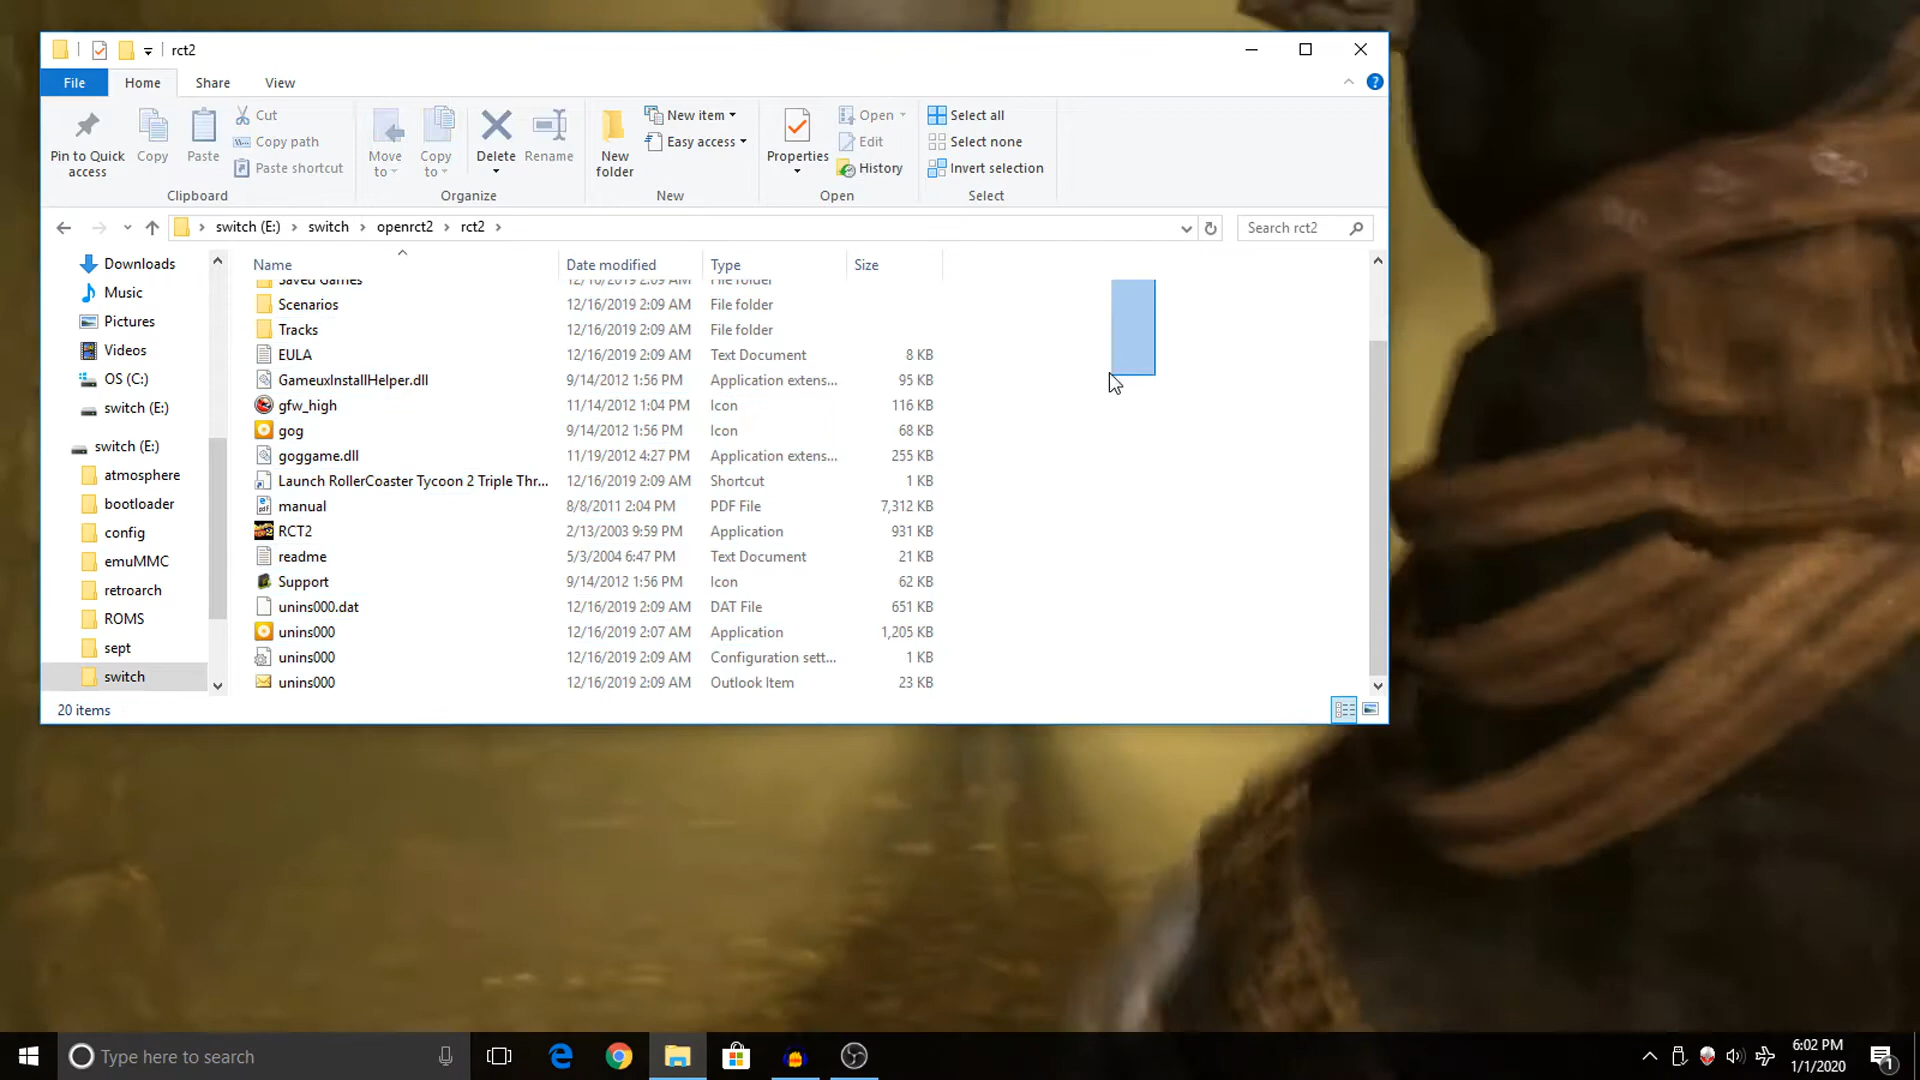 rct2
File Home Share View
Pin to Quick access
Copy
Paste
Cut
Copy path
Paste shortcut
Clipboard
Move to
Copy to
Delete
Rename
Organize
New folder
New item
Easy access
New
Properties
Open
Edit
History
Open
Select all
Select none
Invert selection
Select
switch (E:) switch openrct2 rct2
Search rct2
Downloads
Music
Pictures
Videos
OS (C:)
switch (E:)
switch (E:)
atmosphere
bootloader
config
emuMMC
retroarch
ROMS
sept
switch
Name Date modified Type Size
Saved Games 12/16/2019 2:09 AM File folder
Scenarios 12/16/2019 2:09 AM File folder
Tracks 12/16/2019 2:09 AM File folder
EULA 12/16/2019 2:09 AM Text Document 8 KB
GameuxInstallHelper.dll 9/14/2012 1:56 PM Application extens... 95 KB
gfw_high 11/14/2012 1:04 PM Icon 116 KB
gog 9/14/2012 1:56 PM Icon 68 KB
goggame.dll 11/19/2012 4:27 PM Application extens... 255 KB
Launch RollerCoaster Tycoon 2 Triple Thr... 12/16/2019 2:09 AM Shortcut 1 KB
manual 8/8/2011 2:04 PM PDF File 7,312 KB
RCT2 2/13/2003 9:59 PM Application 931 KB
readme 5/3/2004 6:47 PM Text Document 21 KB
Support 9/14/2012 1:56 PM Icon 62 KB
unins000.dat 12/16/2019 2:09 AM DAT File 651 KB
unins000 12/16/2019 2:07 AM Application 1,205 KB
unins000 12/16/2019 2:09 AM Configuration sett... 1 KB
unins000 12/16/2019 2:09 AM Outlook Item 23 KB
20 items
Type here to search
6:02 PM
1/1/2020
1